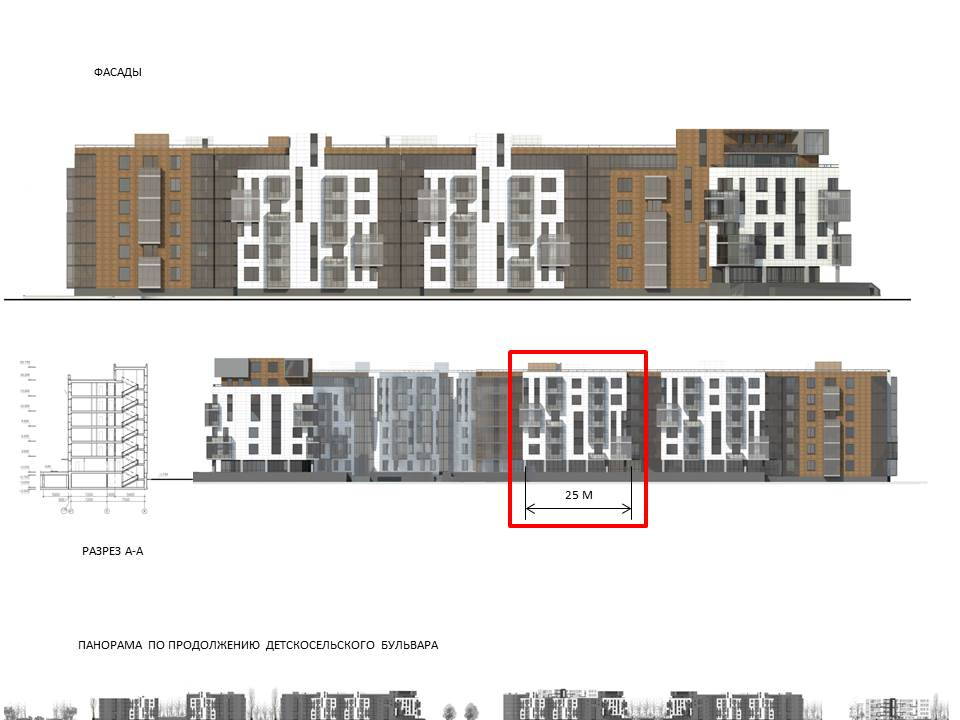 ФАСАДЫ
25 М
РАЗРЕЗ А-А
ПАНОРАМА ПО ПРОДОЛЖЕНИЮ ДЕТСКОСЕЛЬСКОГО БУЛЬВАРА